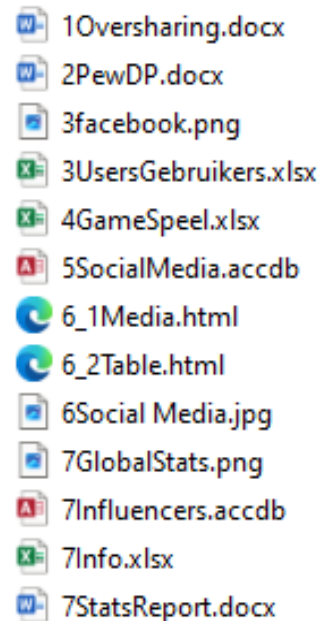 1Oversharing.docx
2PewDP.docx
3facebook.png
3UsersGebruikers.xlsx
4GameSpeel.xlsx
5SocialMedia.accdb
6_1Media.html
6_2Table.html
6Social Media.jpg
7GlobalStats.png
7Influencers.accdb
7Info.xlsx
7StatsReport.docx